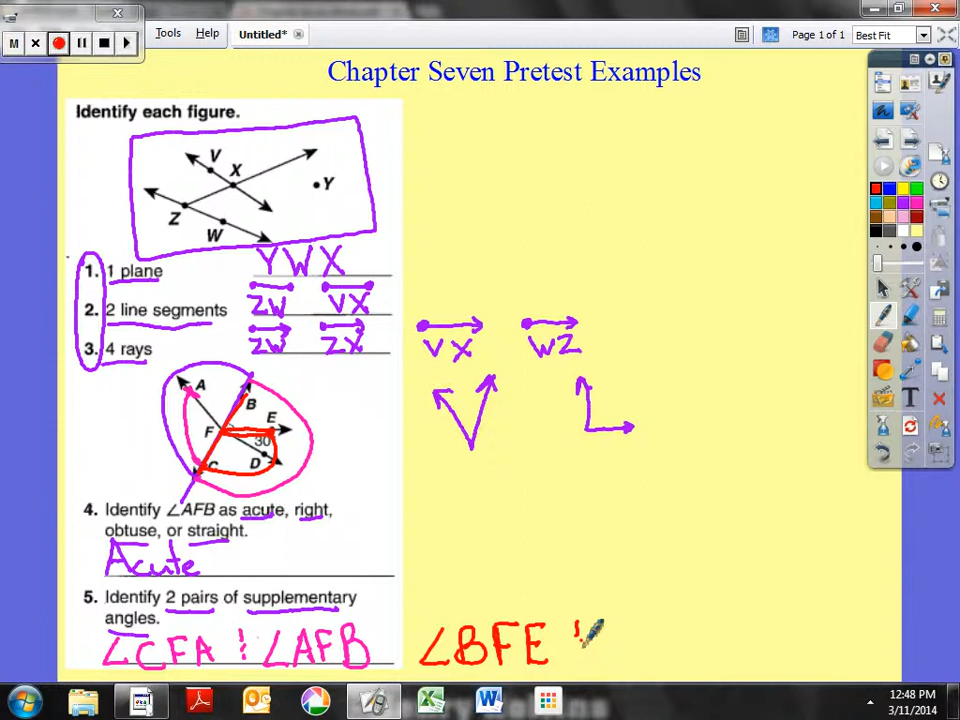 M
Tools Help Untitled* Page 1 of 1 Best Fit
Chapter Seven Pretest Examples
Identify each figure.
V
X
Y
Z
W
1. 1 plane YWX
2. 2 line segments ZW VX
3. 4 rays ZW ZX VX WZ
A
B
E
F
30
C
D
4. Identify ∠AFB as acute, right,
obtuse, or straight.
Acute
5. Identify 2 pairs of supplementary
angles.
∠CFA ∠AFB ∠BFE
T
12:48 PM
3/11/2014